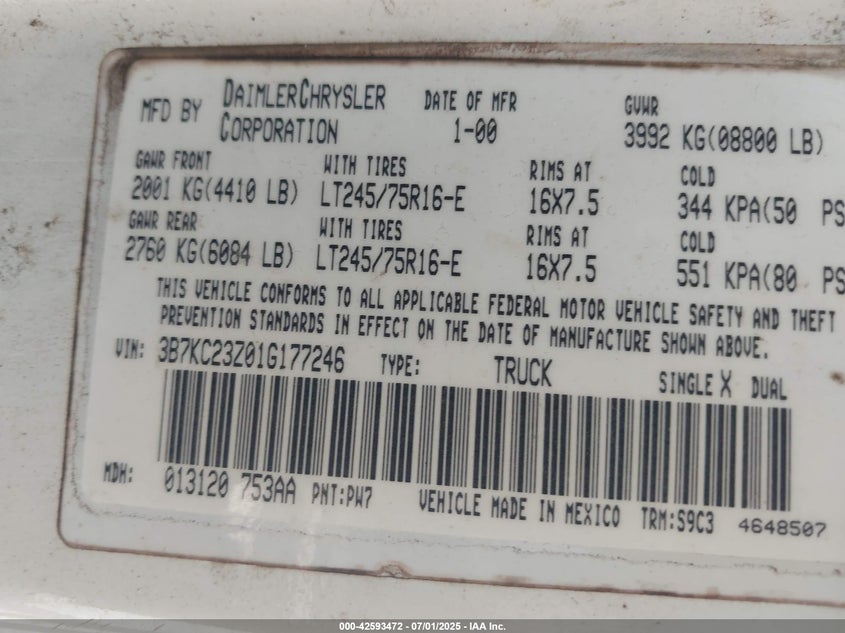 MFD BY DAIMLERCHRYSLER CORPORATION DATE OF MFR 1-00 GVWR 3992 KG(08800 LB)
GAWR FRONT WITH TIRES RIMS AT COLD
2001 KG(4410 LB) LT245/75R16-E 16X7.5 344 KPA(50 PS
GAWR REAR WITH TIRES RIMS AT COLD
2760 KG(6084 LB) LT245/75R16-E 16X7.5 551 KPA(80 PS
THIS VEHICLE CONFORMS TO ALL APPLICABLE FEDERAL MOTOR VEHICLE SAFETY AND THEFT
PREVENTION STANDARDS IN EFFECT ON THE DATE OF MANUFACTURE SHOWN ABOVE.
VIN: 3B7KC23Z01G177246 TYPE: TRUCK SINGLE X DUAL
MDH: 013120 753AA PNT:PW7 VEHICLE MADE IN MEXICO TRM:S9C3 4648507
000-42593472 - 07/01/2025 - IAA Inc.